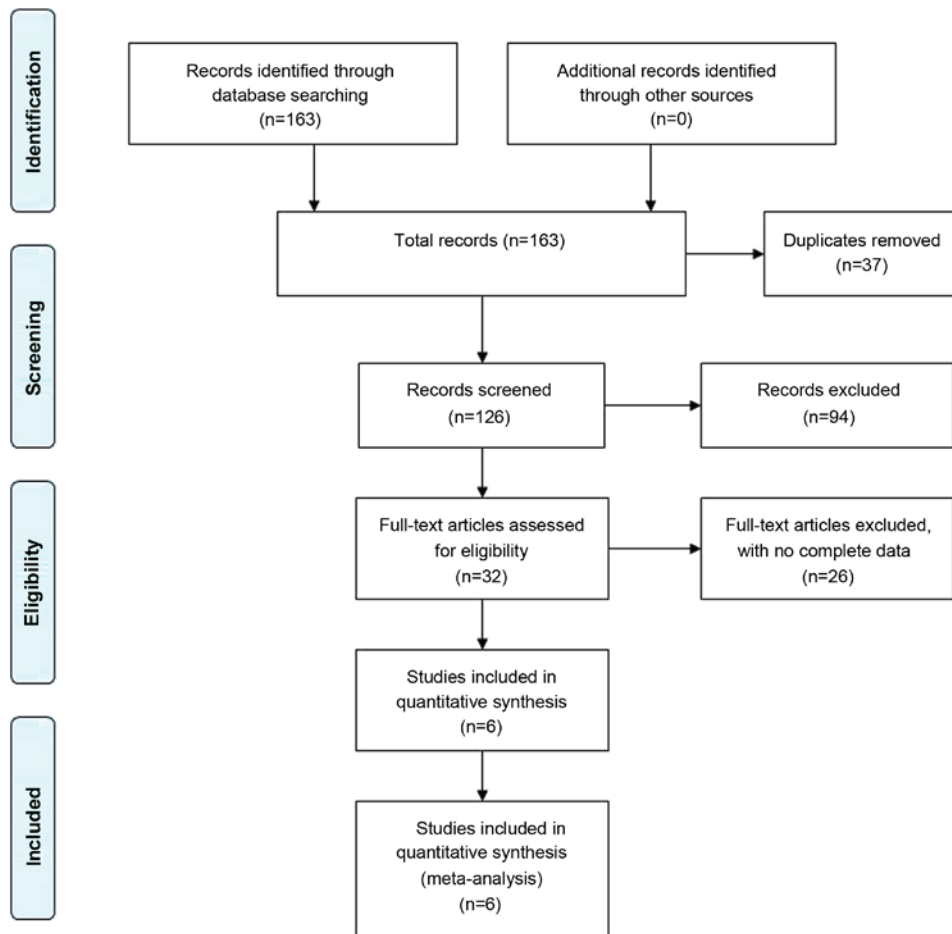 Identification
Records identified through
database searching
(n=163)
Additional records identified
through other sources
(n=0)
Total records (n=163)
Duplicates removed
(n=37)
Screening
Records screened
(n=126)
Records excluded
(n=94)
Eligibility
Full-text articles assessed
for eligibility
(n=32)
Full-text articles excluded,
with no complete data
(n=26)
Studies included in
quantitative synthesis
(n=6)
Included
Studies included in
quantitative synthesis
(meta-analysis)
(n=6)